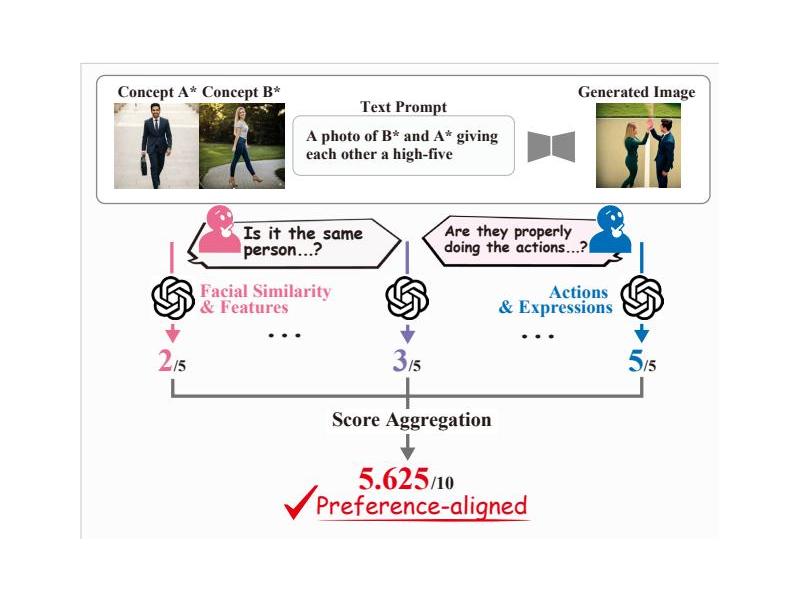 Concept A* Concept B*
Text Prompt
Generated Image
A photo of B* and A* giving
each other a high-five
Is it the same
person...?
Are they properly
doing the actions...?
Facial Similarity
& Features
Actions
& Expressions
...
...
2/5
3/5
5/5
Score Aggregation
5.625/10
Preference-aligned